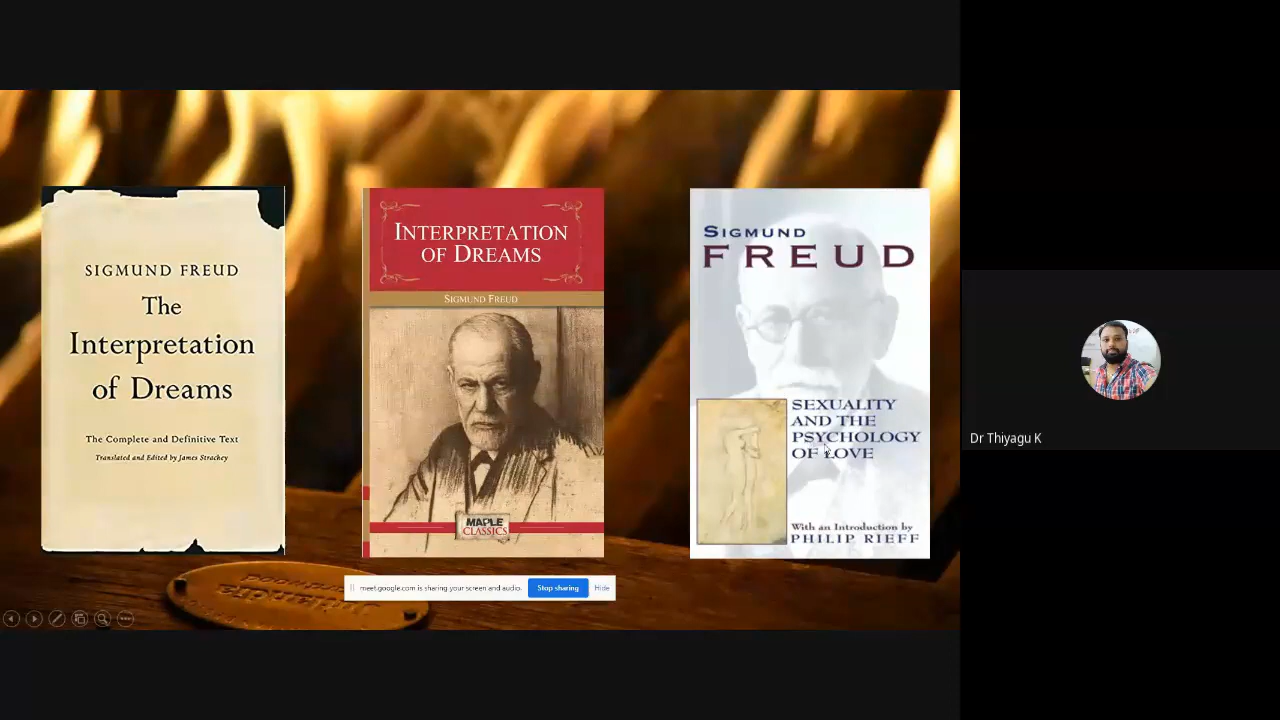 SIGMUND FREUD
The
Interpretation
of Dreams
The Complete and Definitive Text
Translated and Edited by James Strachey
INTERPRETATION
OF DREAMS
SIGMUND FREUD
MAPLE
CLASSICS
SIGMUND
FREUD
SEXUALITY
AND THE
PSYCHOLOGY
OF LOVE
With an Introduction by
PHILIP RIEFF
meet.google.com is sharing your screen and audio.
Stop sharing
Hide
Dr Thiyagu K